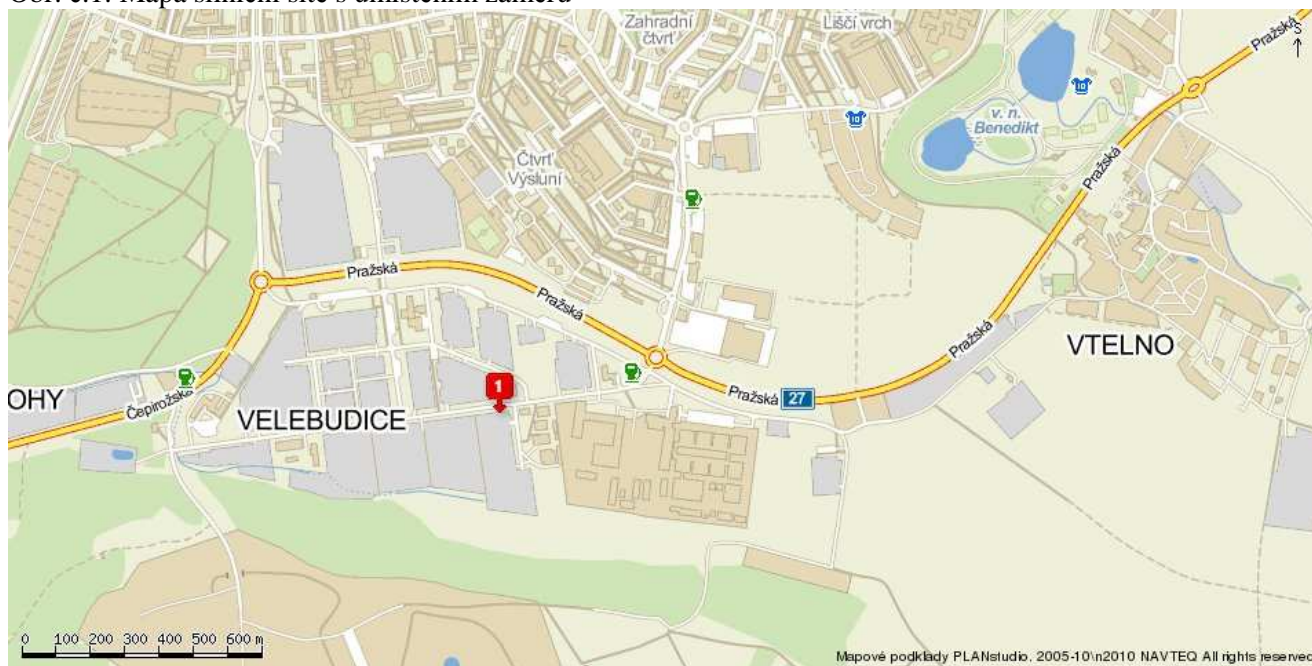 Obr. č.1: Mapa silniční sítě s umístěním záměru
Zahradní
čtvrť
Liščí vrch
Pražská
S
10
10
v. n.
Benedikt
Čtvrť
Výsluní
Pražská
Pražská
Pražská
Pražská
VTELNO
1
Pražská
27
OHY
Čepirožská
VELEBUDICE
0 100 200 300 400 500 600 m
Mapové podklady PLANstudio, 2005-10\n2010 NAVTEQ All rights reserved